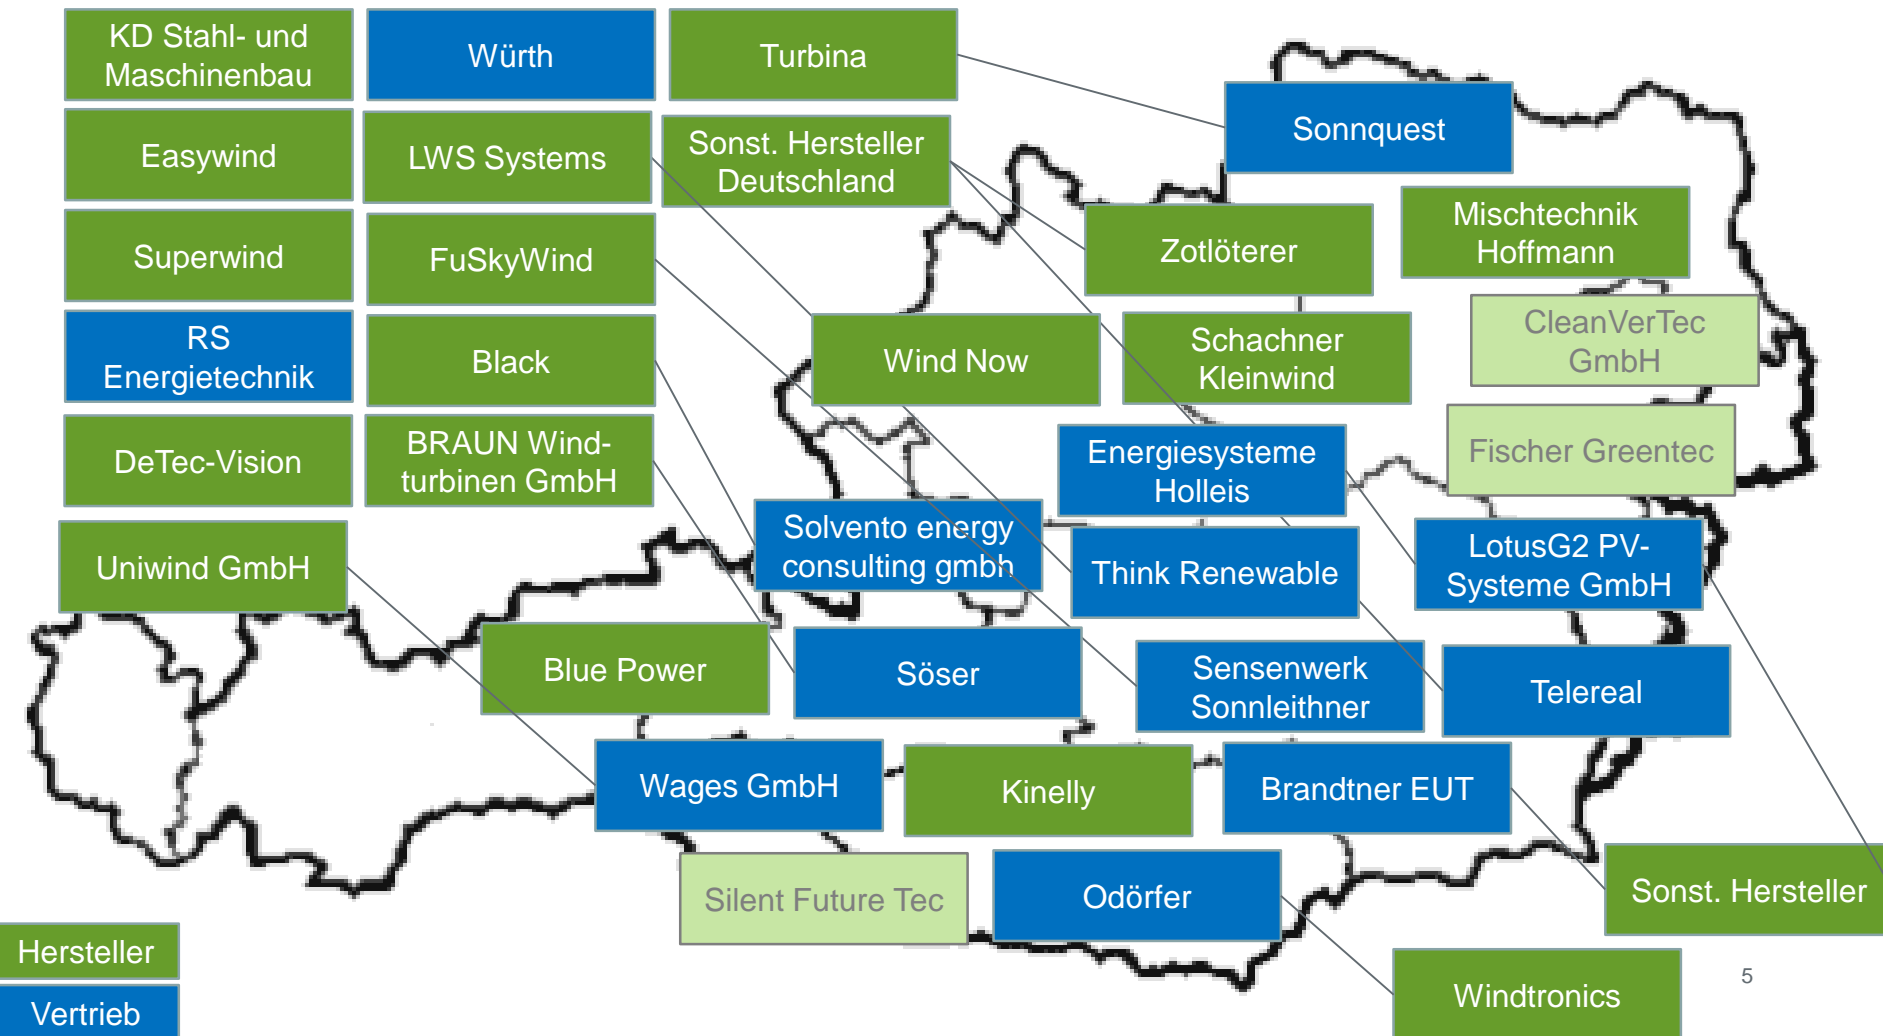 KD Stahl- und
Maschinenbau
Würth
Turbina
Sonnquest
Easywind
LWS Systems
Sonst. Hersteller
Deutschland
Mischtechnik
Hoffmann
Superwind
FuSkyWind
Zotlöterer
RS
Energietechnik
Black
Wind Now
Schachner
Kleinwind
CleanVerTec
GmbH
DeTec-Vision
BRAUN Wind-
turbinen GmbH
Energiesysteme
Holleis
Fischer Greentec
Uniwind GmbH
Solvento energy
consulting gmbh
Think Renewable
LotusG2 PV-
Systeme GmbH
Blue Power
Söser
Sensenwerk
Sonnleithner
Telereal
Wages GmbH
Kinelly
Brandtner EUT
Silent Future Tec
Odörfer
Sonst. Hersteller
Hersteller
Windtronics
5
Vertrieb